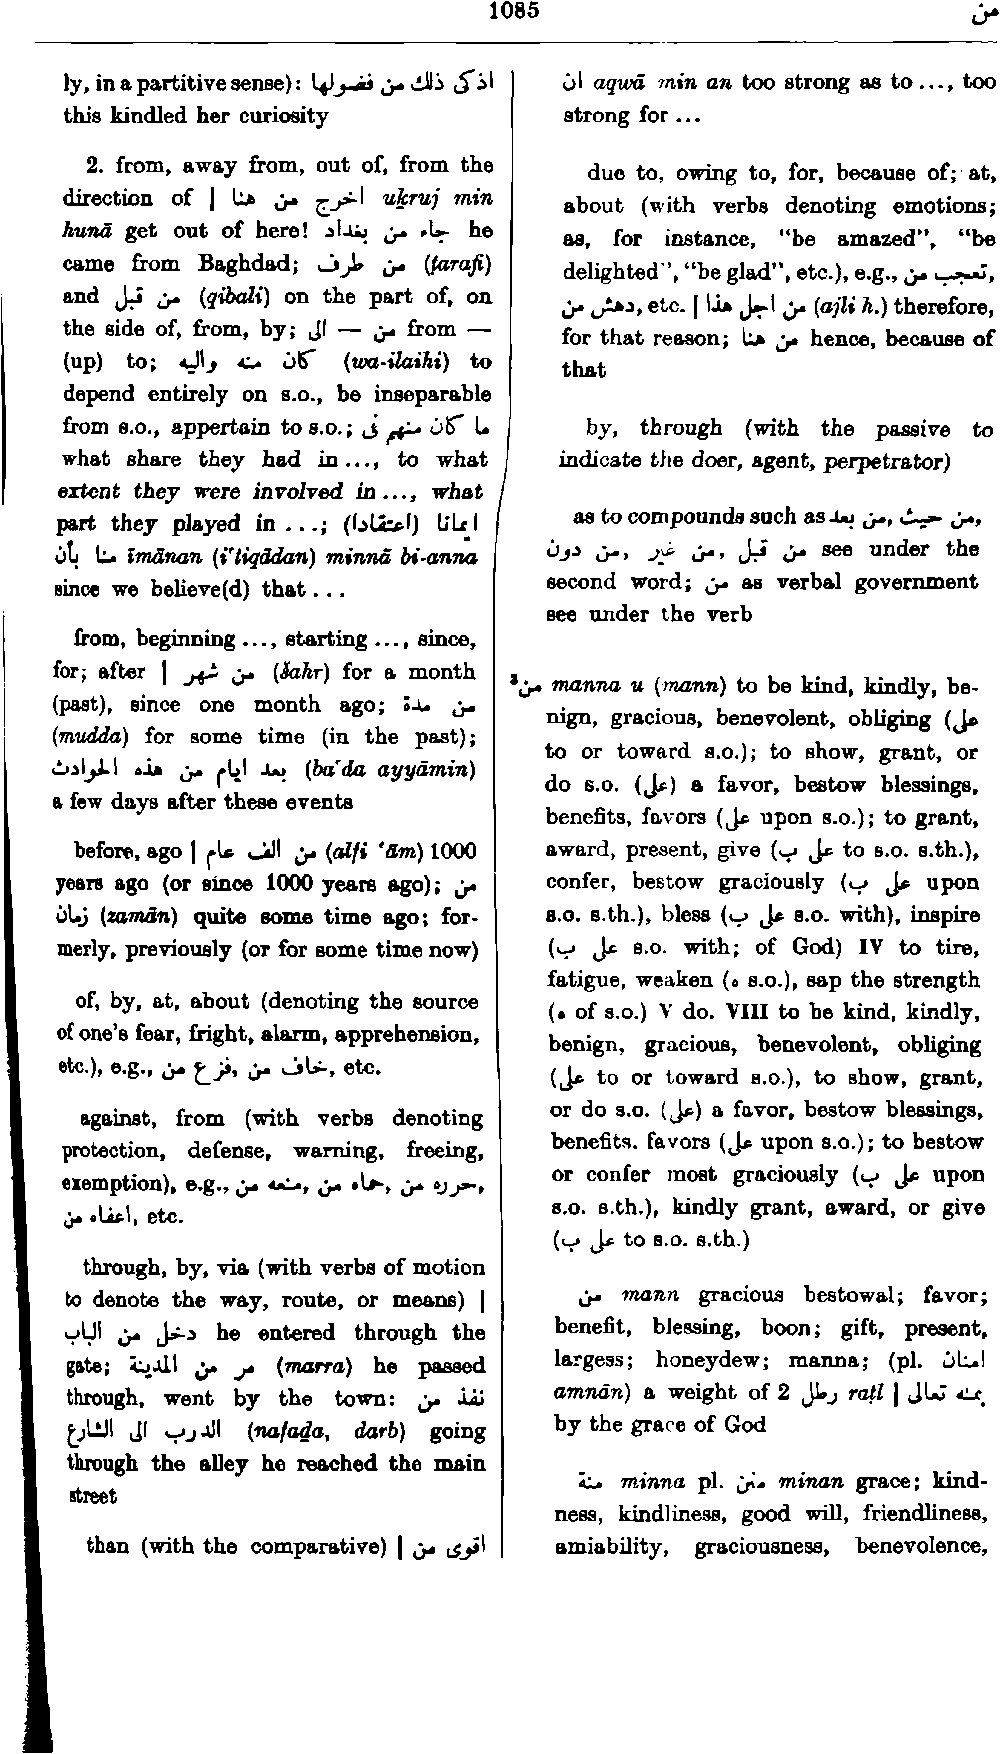 1085
من
ly, in a partitive sense): اذكى ذلك من فضولها
this kindled her curiosity
2. from, away from, out of, from the
direction of | اخرج من هنا uḵruj min
hunā get out of here! جاء من بغداد he
came from Baghdad; من طرف (ṭarafi)
and من قبل (qibali) on the part of, on
the side of, from, by; من — الى from —
(up) to; كان منه واليه (wa-ilaihi) to
depend entirely on s.o., be inseparable
from s.o., appertain to s.o.; ما كان منهم فى
what share they had in ..., to what
extent they were involved in ..., what
part they played in ...; ايمانا (اعتقادا)
منا بأن īmānan (i‘tiqādan) minnā bi-anna
since we believe(d) that ...
from, beginning ..., starting ..., since,
for; after | من شهر (šahr) for a month
(past), since one month ago; من مدة
(mudda) for some time (in the past);
بعد ايام من هذه الحوادث (ba‘da ayyāmin)
a few days after these events
before, ago | من الف عام (alfi ‘ām) 1000
years ago (or since 1000 years ago); من
زمان (zamān) quite some time ago; for-
merly, previously (or for some time now)
of, by, at, about (denoting the source
of one's fear, fright, alarm, apprehension,
etc.), e.g., خاف من, فزع من, etc.
against, from (with verbs denoting
protection, defense, warning, freeing,
exemption), e.g., حرره من, حماه من, منعه من,
اعفاه من, etc.
through, by, via (with verbs of motion
to denote the way, route, or means) |
دخل من الباب he entered through the
gate; مر من المدينة (marra) he passed
through, went by the town: نفذ من
الدرب الى الشارع (nafaḏa, darb) going
through the alley he reached the main
street
than (with the comparative) | اقوى من
ان aqwā min an too strong as to ..., too
strong for ...
due to, owing to, for, because of; at,
about (with verbs denoting emotions;
as, for instance, "be amazed", "be
delighted", "be glad", etc.), e.g., تعجب من,
دهش من, etc. | من اجل هذا (ajli h.) therefore,
for that reason; من هنا hence, because of
that
by, through (with the passive to
indicate the doer, agent, perpetrator)
as to compounds such as من بعد, من حيث,
من دون, من غير, من قبل see under the
second word; من as verbal government
see under the verb
من³ manna u (mann) to be kind, kindly, be-
nign, gracious, benevolent, obliging (على
to or toward s.o.); to show, grant, or
do s.o. (على) a favor, bestow blessings,
benefits, favors (على upon s.o.); to grant,
award, present, give (على ب to s.o. s.th.),
confer, bestow graciously (على ب upon
s.o. s.th.), bless (على ب s.o. with), inspire
(على ب s.o. with; of God) IV to tire,
fatigue, weaken (ه s.o.), sap the strength
(ه of s.o.) V do. VIII to be kind, kindly,
benign, gracious, benevolent, obliging
(على to or toward s.o.), to show, grant,
or do s.o. (على) a favor, bestow blessings,
benefits. favors (على upon s.o.); to bestow
or confer most graciously (على ب upon
s.o. s.th.), kindly grant, award, or give
(على ب to s.o. s.th.)
من mann gracious bestowal; favor;
benefit, blessing, boon; gift, present,
largess; honeydew; manna; (pl. امنان
amnān) a weight of 2 رطل raṭl | بمنه تعالى
by the grace of God
منة minna pl. منن minan grace; kind-
ness, kindliness, good will, friendliness,
amiability, graciousness, benevolence,